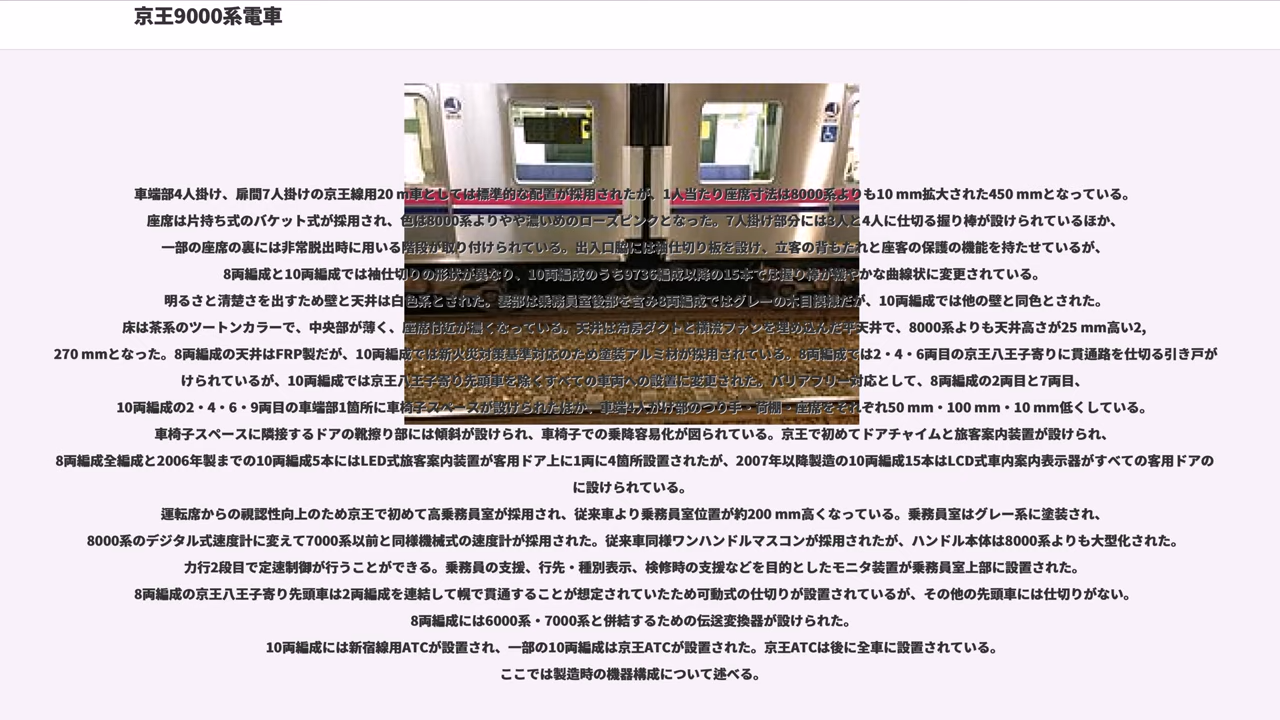 京王9000系電車
車端部4人掛け、扉間7人掛けの京王線用20 m車としては標準的な配置が採用されたが、1人当たり座席寸法は8000系よりも10 mm拡大された450 mmとなっている。
座席は片持ち式のバケット式が採用され、色は8000系よりやや濃いめのローズピンクとなった。7人掛け部分には3人と4人に仕切る握り棒が設けられているほか、
一部の座席の裏には非常脱出時に用いる階段が取り付けられている。出入口脇には袖仕切り板を設け、立客の背もたれと座客の保護の機能を持たせているが、
8両編成と10両編成では袖仕切りの形状が異なり、10両編成のうち9736編成以降の15本では握り棒が緩やかな曲線状に変更されている。
明るさと清楚さを出すため壁と天井は白色系とされた。妻部は乗務員室後部を含み8両編成ではグレーの木目模様だが、10両編成では他の壁と同色とされた。
床は茶系のツートンカラーで、中央部が薄く、座席付近が濃くなっている。天井は冷房ダクトと横流ファンを埋め込んだ平天井で、8000系よりも天井高さが25 mm高い2,
270 mmとなった。8両編成の天井はFRP製だが、10両編成では新火災対策基準対応のため塗装アルミ材が採用されている。8両編成では2・4・6両目の京王八王子寄りに貫通路を仕切る引き戸が
けられているが、10両編成では京王八王子寄り先頭車を除くすべての車両への設置に変更された。バリアフリー対応として、8両編成の2両目と7両目、
10両編成の2・4・6・9両目の車端部1箇所に車椅子スペースが設けられたほか、車端4人がけ部のつり手・荷棚・座席をそれぞれ50 mm・100 mm・10 mm低くしている。
車椅子スペースに隣接するドアの靴擦り部には傾斜が設けられ、車椅子での乗降容易化が図られている。京王で初めてドアチャイムと旅客案内装置が設けられ、
8両編成全編成と2006年製までの10両編成5本にはLED式旅客案内装置が客用ドア上に1両に4箇所設置されたが、2007年以降製造の10両編成15本はLCD式車内案内表示器がすべての客用ドアの
に設けられている。
運転席からの視認性向上のため京王で初めて高乗務員室が採用され、従来車より乗務員室位置が約200 mm高くなっている。乗務員室はグレー系に塗装され、
8000系のデジタル式速度計に変えて7000系以前と同様機械式の速度計が採用された。従来車同様ワンハンドルマスコンが採用されたが、ハンドル本体は8000系よりも大型化された。
力行2段目で定速制御が行うことができる。乗務員の支援、行先・種別表示、検修時の支援などを目的としたモニタ装置が乗務員室上部に設置された。
8両編成の京王八王子寄り先頭車は2両編成を連結して幌で貫通することが想定されていたため可動式の仕切りが設置されているが、その他の先頭車には仕切りがない。
8両編成には6000系・7000系と併結するための伝送変換器が設けられた。
10両編成には新宿線用ATCが設置され、一部の10両編成は京王ATCが設置された。京王ATCは後に全車に設置されている。
ここでは製造時の機器構成について述べる。